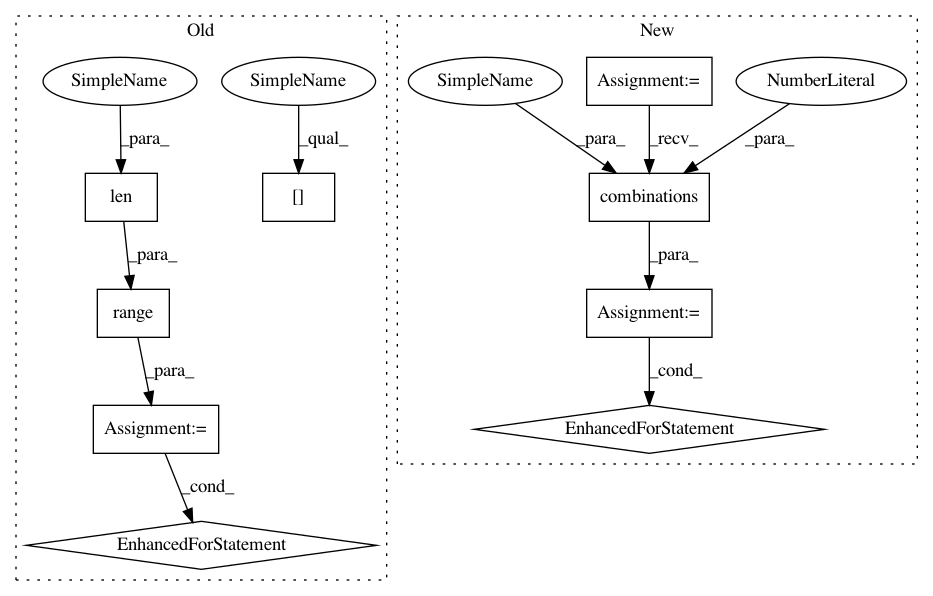 Old
New
SimpleName
SimpleName
SimpleName
Assignment:=
NumberLiteral
_para_
_qual_
_para_
_recv_
_para_
len
[]
combinations
_para_
_para_
range
Assignment:=
_para_
_cond_
Assignment:=
EnhancedForStatement
_cond_
EnhancedForStatement